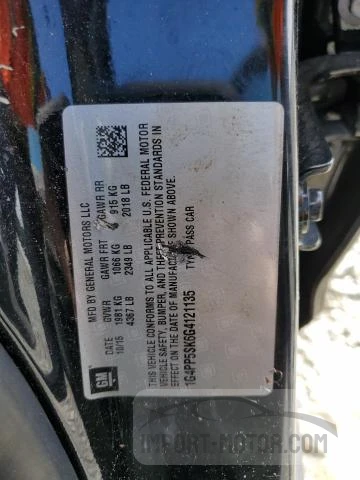 GM
MFD BY GENERAL MOTORS LLC
DATE GVWR GAWR FRT GAWR RR
10/15 1981 KG 1066 KG 915 KG
4367 LB 2349 LB 2018 LB
THIS VEHICLE CONFORMS TO ALL APPLICABLE U.S. FEDERAL MOTOR
VEHICLE SAFETY, BUMPER, AND THEFT PREVENTION STANDARDS IN
EFFECT ON THE DATE OF MANUFACTURE SHOWN ABOVE.
1G4PP5SK6G4121135 TYPE: PASS CAR
INSPECT-MOTORS.COM